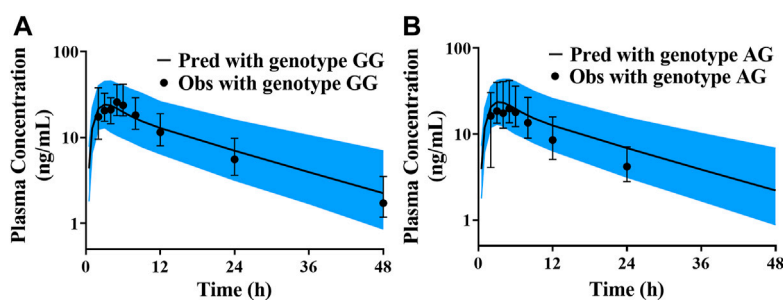 A
Plasma Concentration
(ng/mL)
100
10
1
Pred with genotype GG
Obs with genotype GG
0
12
24
36
48
Time (h)
B
Plasma Concentration
(ng/mL)
100
10
1
Pred with genotype AG
Obs with genotype AG
0
12
24
36
48
Time (h)